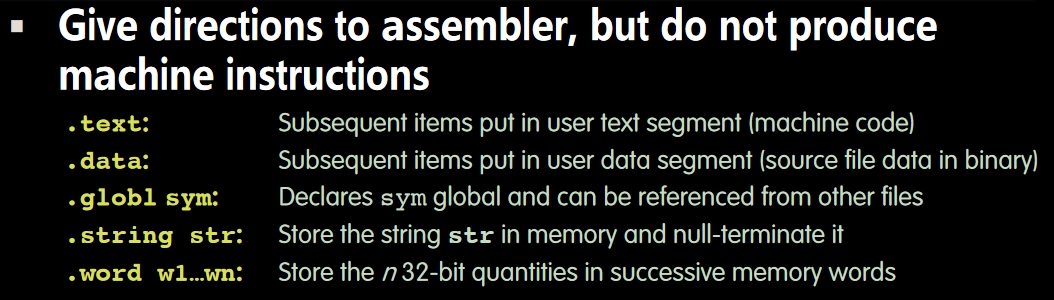 ▪ Give directions to assembler, but do not produce
machine instructions
.text: Subsequent items put in user text segment (machine code)
.data: Subsequent items put in user data segment (source file data in binary)
.globl sym: Declares sym global and can be referenced from other files
.string str: Store the string str in memory and null-terminate it
.word w1…wn: Store the n 32-bit quantities in successive memory words